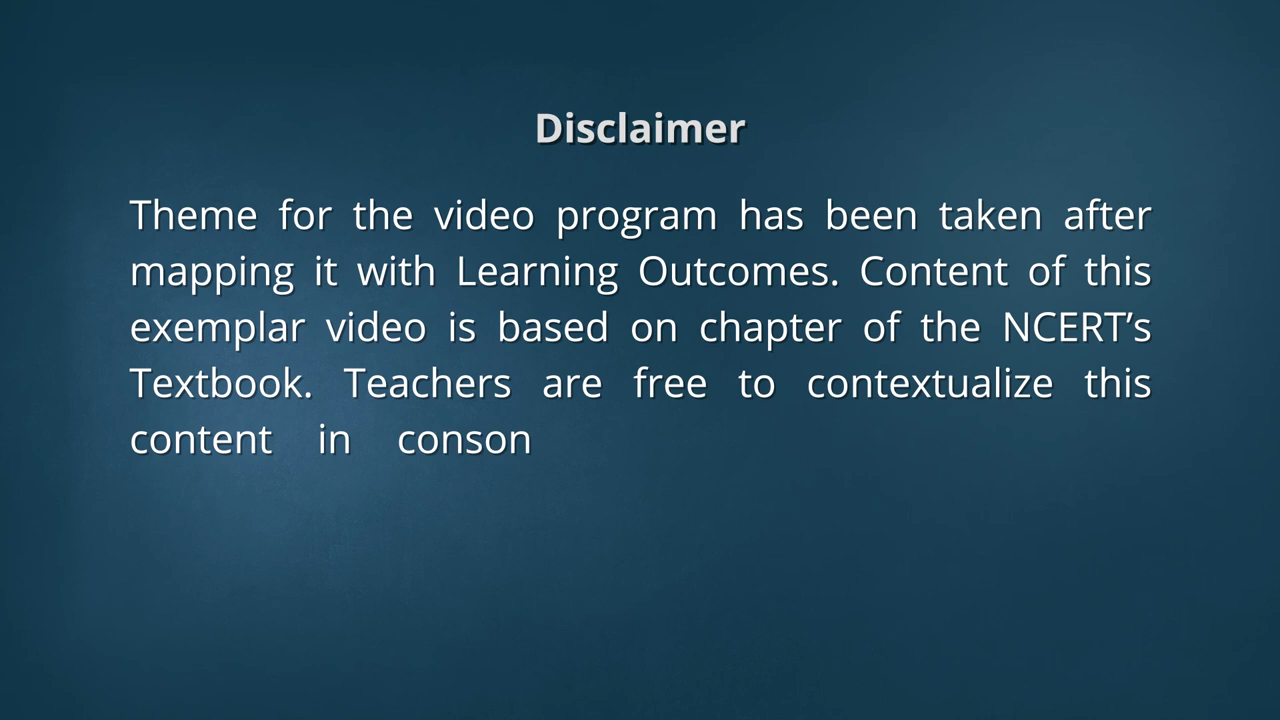 Disclaimer
Theme for the video program has been taken after
mapping it with Learning Outcomes. Content of this
exemplar video is based on chapter of the NCERT’s
Textbook. Teachers are free to contextualize this
content in conson